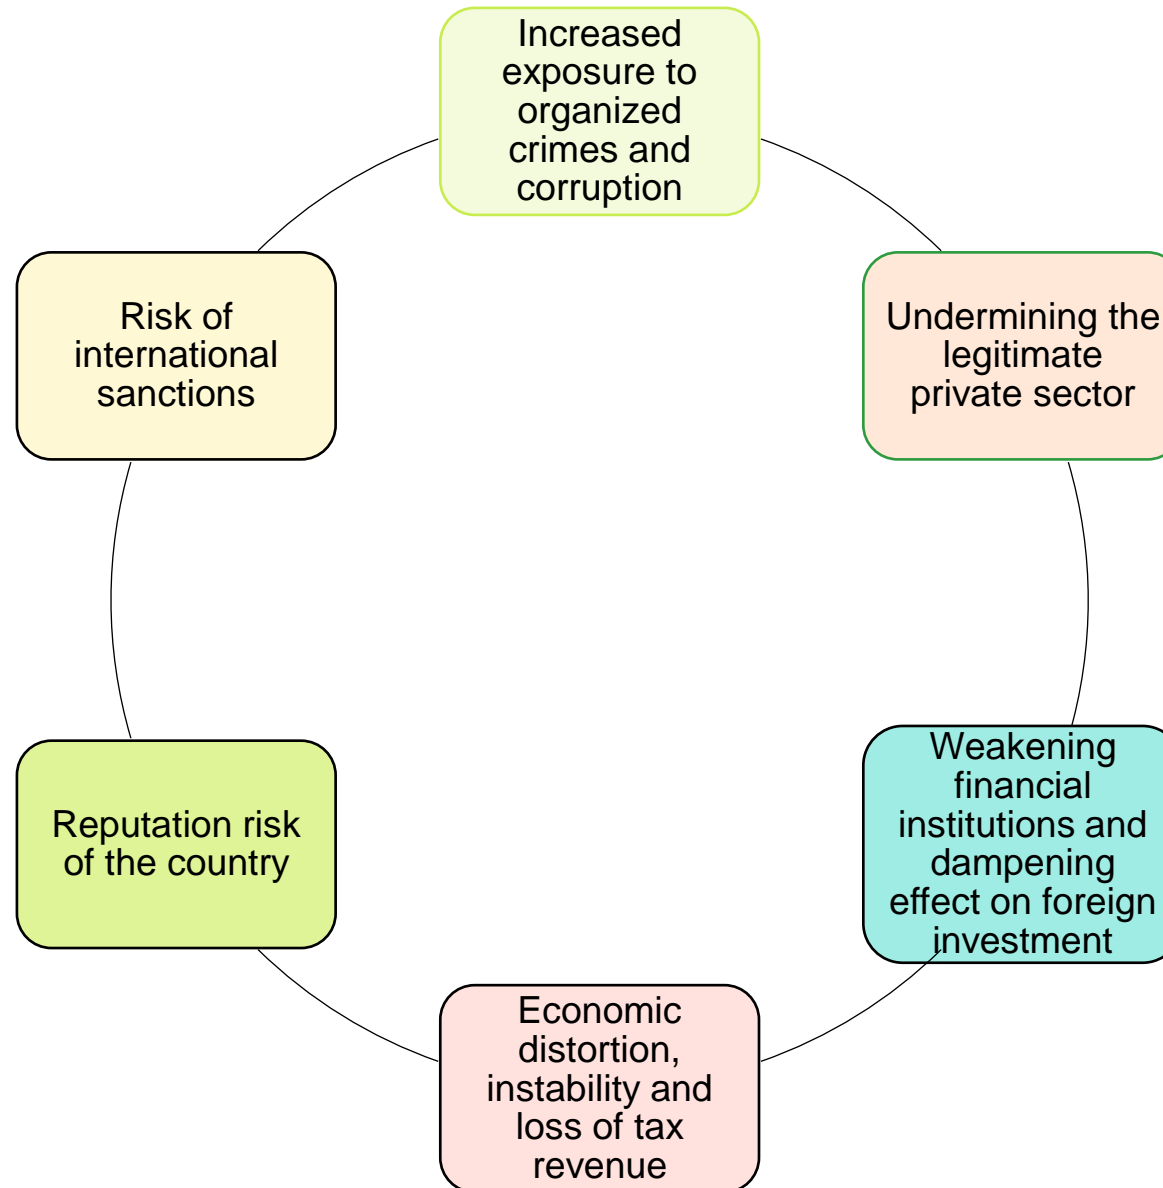 Increased
exposure to
organized
crimes and
corruption
Undermining the
legitimate
private sector
Weakening
financial
institutions and
dampening
effect on foreign
investment
Economic
distortion,
instability and
loss of tax
revenue
Reputation risk
of the country
Risk of
international
sanctions